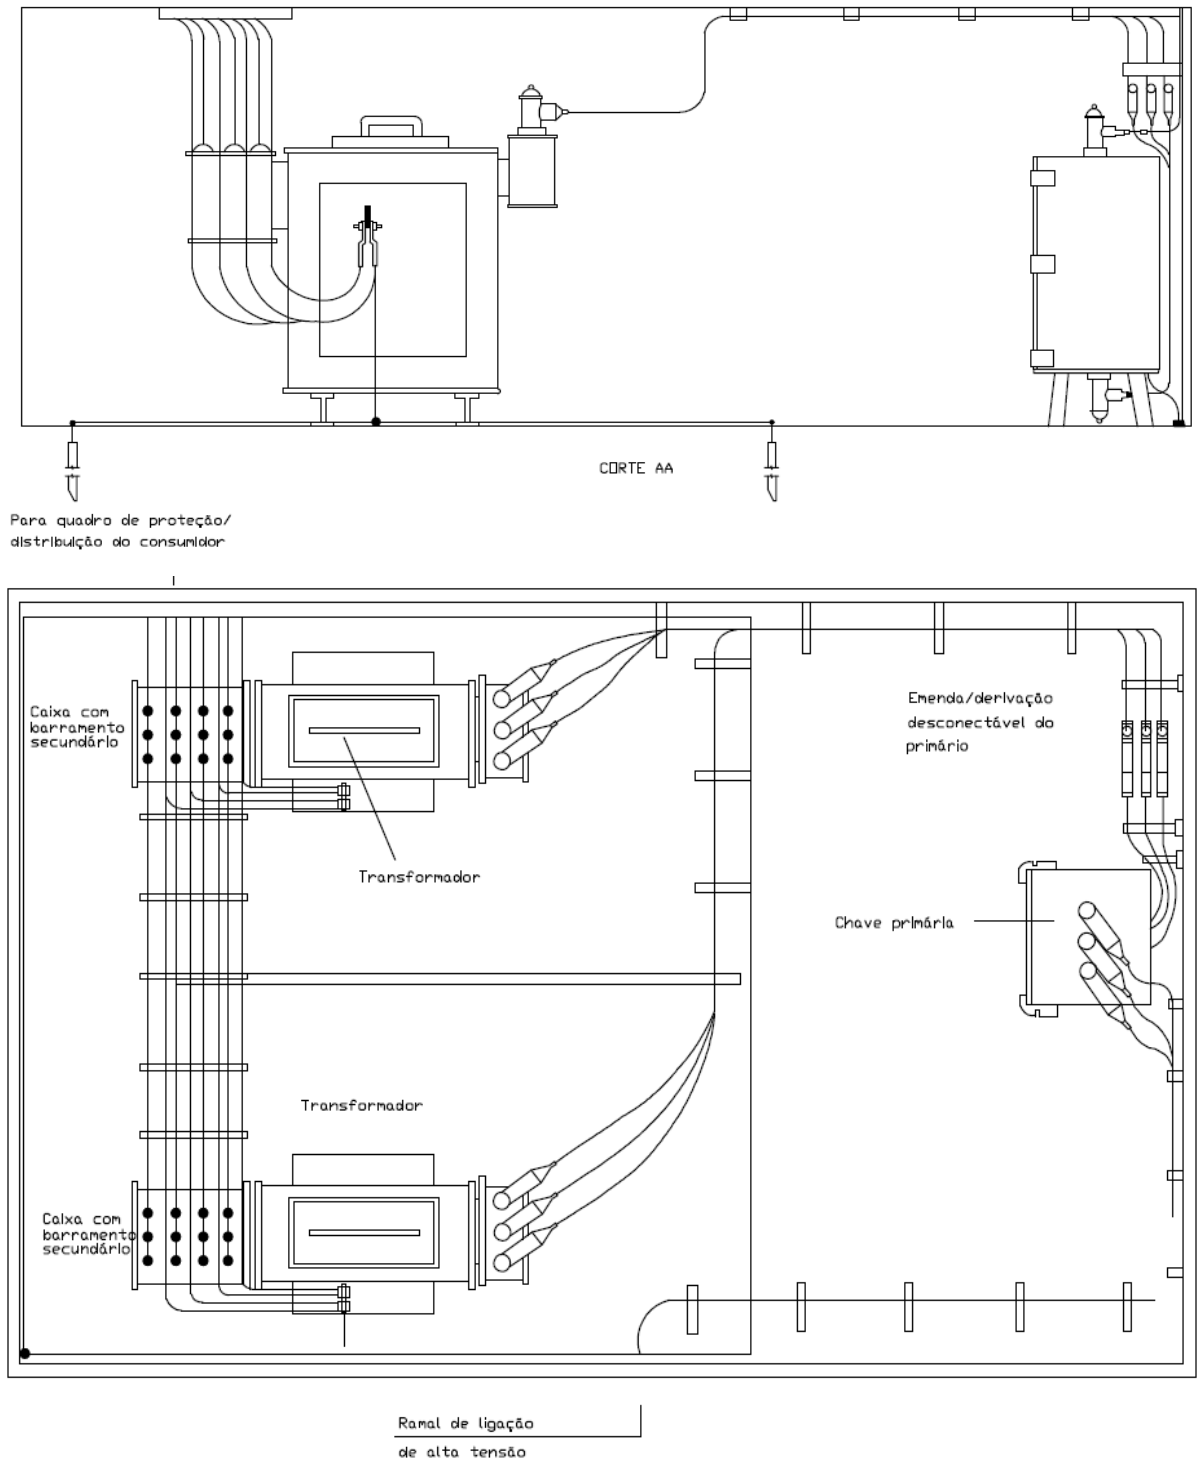 CORTE AA
Para quadro de proteção/
distribuição do consumidor
Caixa com
barramento
secundário
Emenda/derivação
desconectável do
primário
Transformador
Chave primária
Transformador
Caixa com
barramento
secundário
Ramal de ligação
de alta tensão